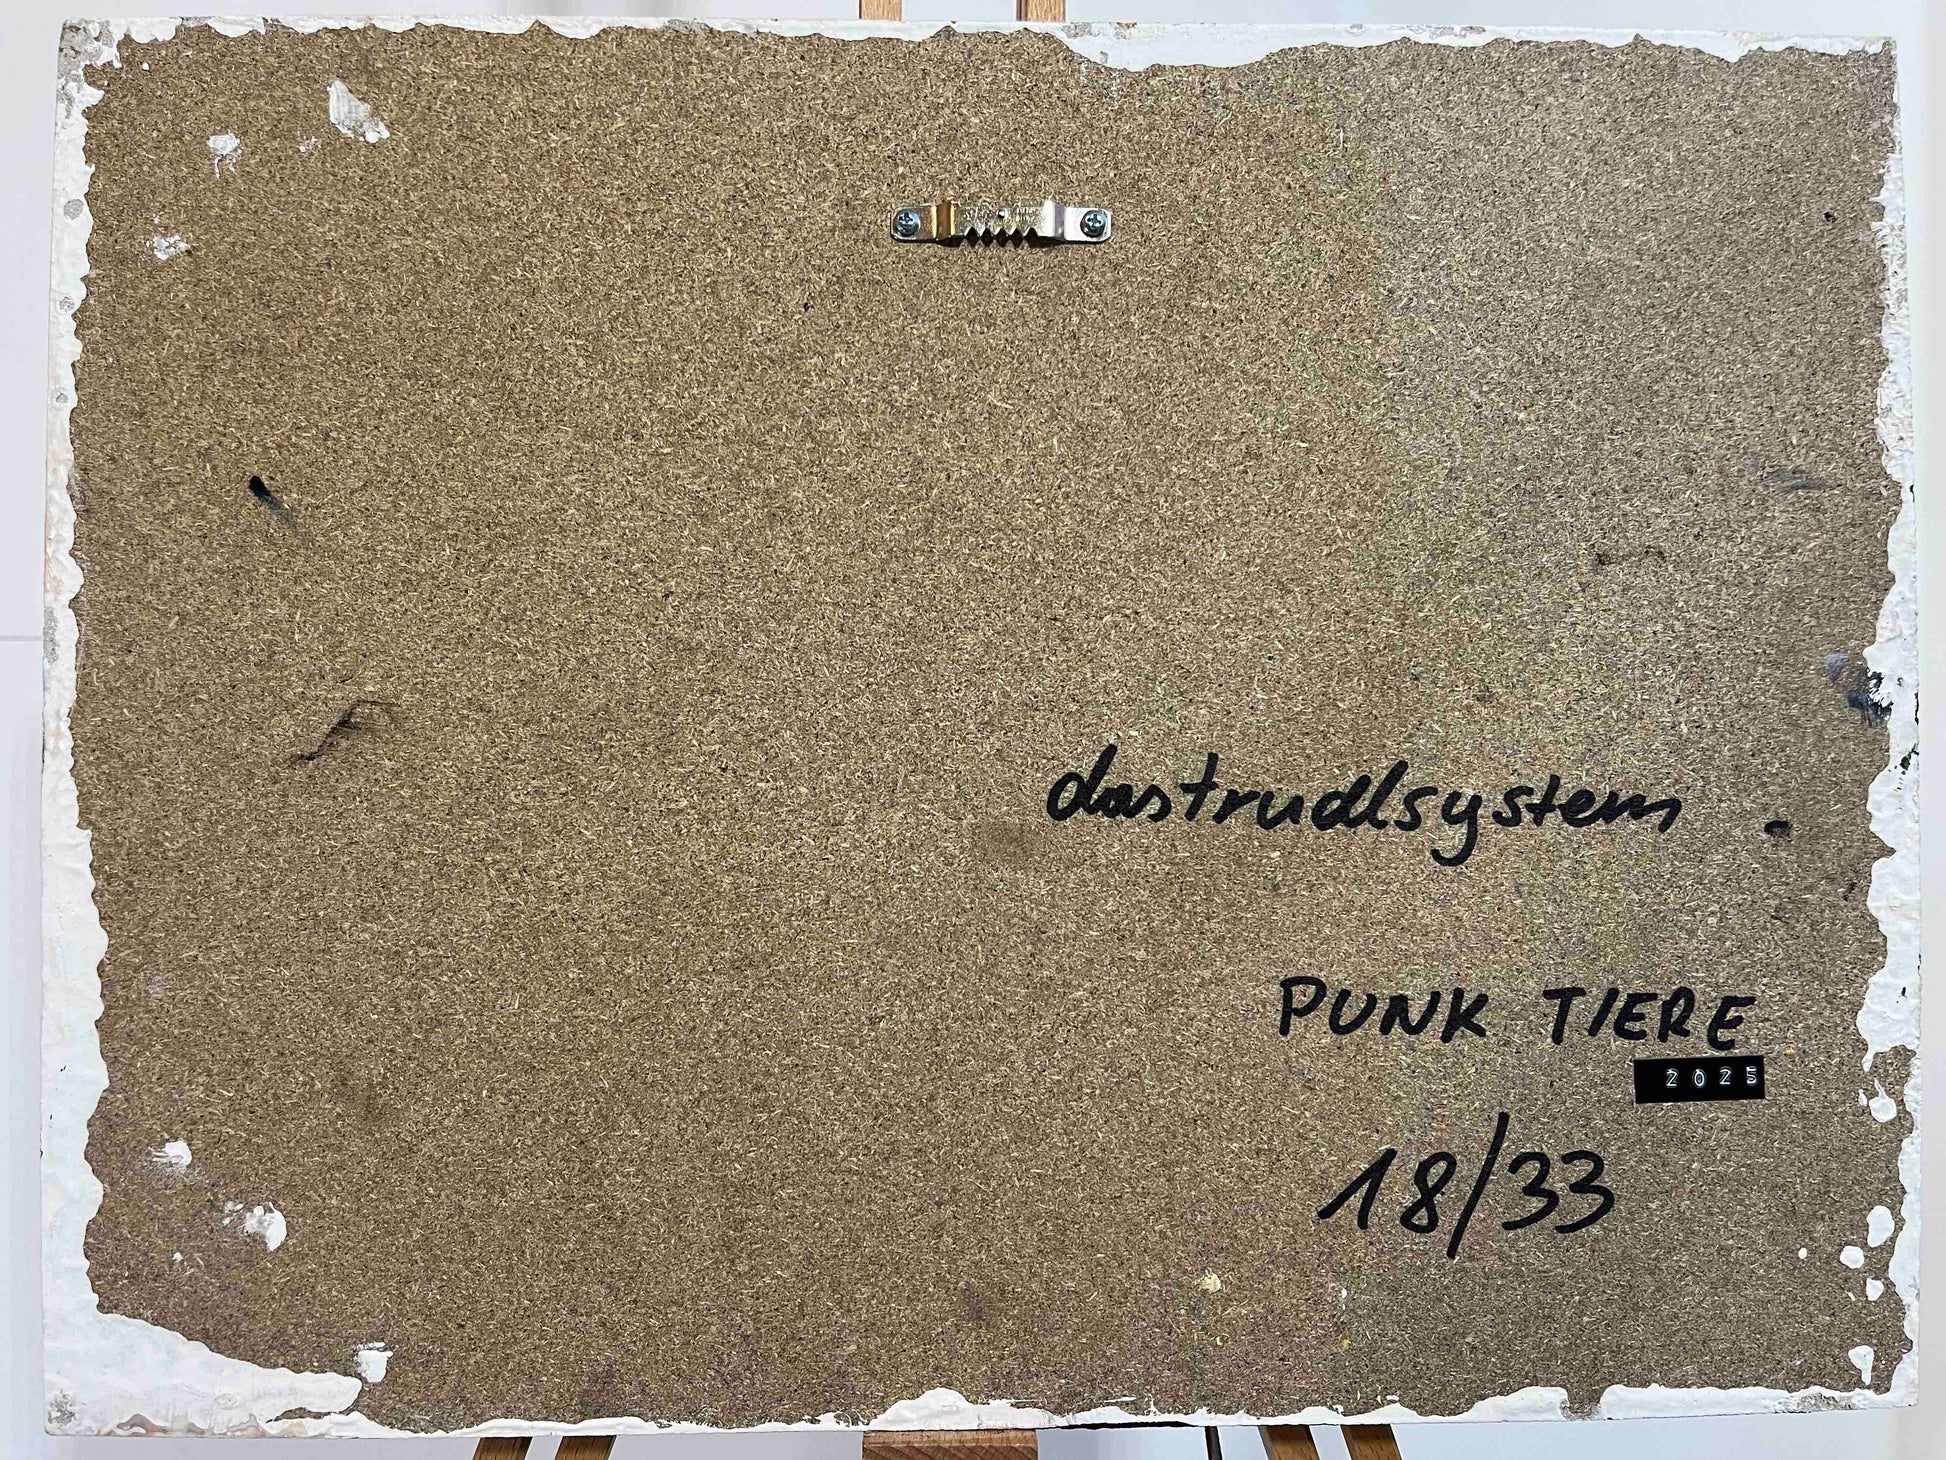 dastrudlsystem
PUNK TIERE
2025
18/33